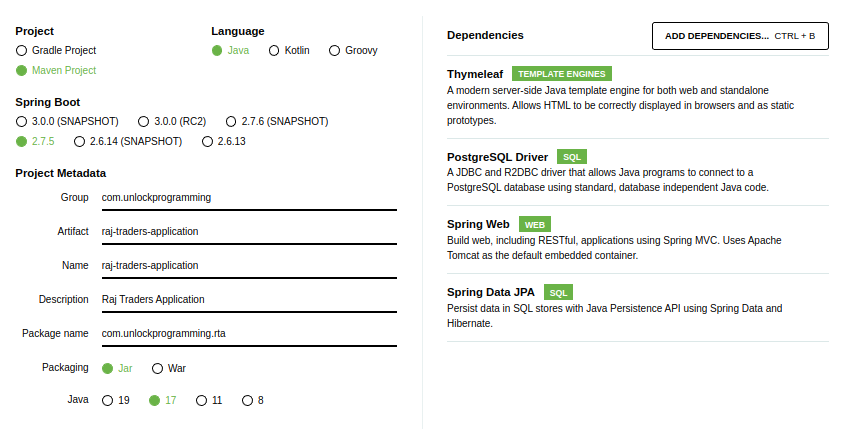 Project
Language
Gradle Project
Java
Kotlin
Groovy
Maven Project
Spring Boot
3.0.0 (SNAPSHOT)
3.0.0 (RC2)
2.7.6 (SNAPSHOT)
2.7.5
2.6.14 (SNAPSHOT)
2.6.13
Project Metadata
Group com.unlockprogramming
Artifact raj-traders-application
Name raj-traders-application
Description Raj Traders Application
Package name com.unlockprogramming.rta
Packaging Jar War
Java 19 17 11 8
Dependencies
ADD DEPENDENCIES... CTRL + B
Thymeleaf TEMPLATE ENGINES
A modern server-side Java template engine for both web and standalone
environments. Allows HTML to be correctly displayed in browsers and as static
prototypes.
PostgreSQL Driver SQL
A JDBC and R2DBC driver that allows Java programs to connect to a
PostgreSQL database using standard, database independent Java code.
Spring Web WEB
Build web, including RESTful, applications using Spring MVC. Uses Apache
Tomcat as the default embedded container.
Spring Data JPA SQL
Persist data in SQL stores with Java Persistence API using Spring Data and
Hibernate.